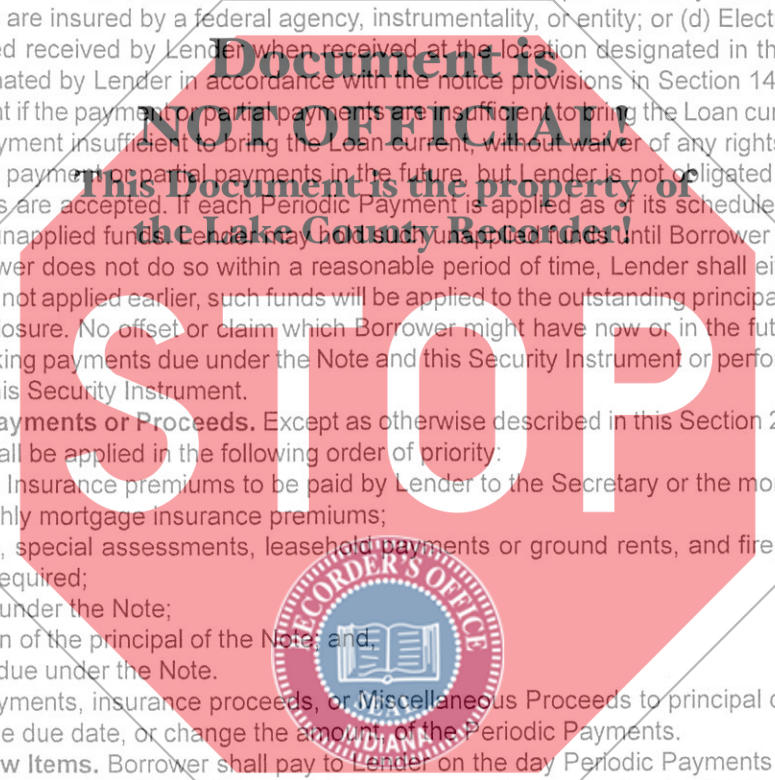 are insured by a federal agency, instrumentality, or entity; or (d) Elect
ed received by Lender when received at the location designated in th
nated by Lender in accordance with the notice provisions in Section 14
nt if the payment or partial payments are insufficient to bring the Loan cur
yment insufficient to bring the Loan current, without waiver of any rights
payment or partial payments in the future, but Lender is not obligated
s are accepted. If each Periodic Payment is applied as of its schedule
unapplied funds. Lender may hold such unapplied funds until Borrower
wer does not do so within a reasonable period of time, Lender shall ei
not applied earlier, such funds will be applied to the outstanding principa
losure. No offset or claim which Borrower might have now or in the fut
king payments due under the Note and this Security Instrument or perfo
his Security Instrument.
ayments or Proceeds. Except as otherwise described in this Section 2
all be applied in the following order of priority:
Insurance premiums to be paid by Lender to the Secretary or the mo
hly mortgage insurance premiums;
, special assessments, leasehold payments or ground rents, and fire
equired;
under the Note;
n of the principal of the Note; and,
due under the Note.
yments, insurance proceeds, or Miscellaneous Proceeds to principal
e due date, or change the amount, of the Periodic Payments.
w Items. Borrower shall pay to Lender on the day Periodic Payments
Document is
NOT OFFICIAL!
This Document is the property of
the Lake County Recorder!
STOP
RECORDER'S OFFICE
SEAL
INDIANA